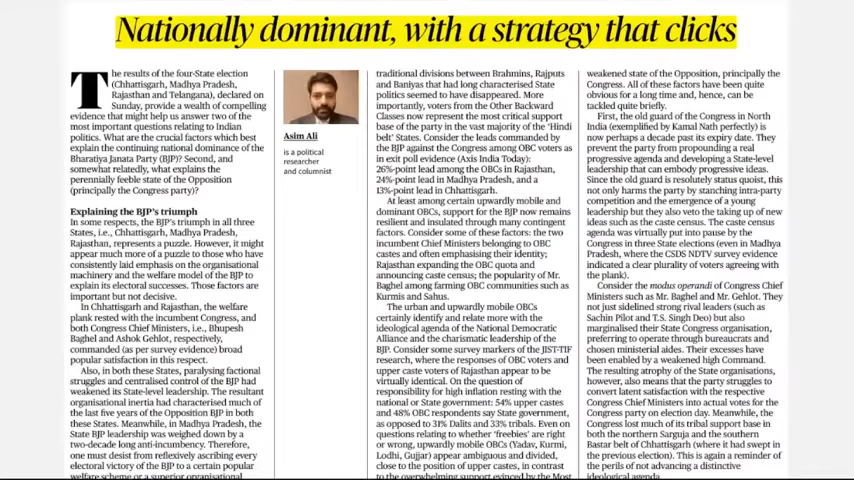 Nationally dominant, with a strategy that clicks
The results of the four-State election
(Chhattisgarh, Madhya Pradesh,
Rajasthan and Telangana), declared on
Sunday, provide a wealth of compelling
evidence that might help us answer two of the
most important questions relating to Indian
politics. What are the crucial factors which best
explain the continuing national dominance of the
Bharatiya Janata Party (BJP)? Second, and
somewhat relatedly, what explains the
perennially feeble state of the Opposition
(principally the Congress party)?
Explaining the BJP's triumph
In some respects, the BJP's triumph in all three
States, i.e., Chhattisgarh, Madhya Pradesh,
Rajasthan, represents a puzzle. However, it might
appear much more of a puzzle to those who have
consistently laid emphasis on the organisational
machinery and the welfare model of the BJP to
explain its electoral successes. Those factors are
important but not decisive.
In Chhattisgarh and Rajasthan, the welfare
plank rested with the incumbent Congress, and
both Congress Chief Ministers, i.e., Bhupesh
Baghel and Ashok Gehlot, respectively,
commanded (as per survey evidence) broad
popular satisfaction in this respect.
Also, in both these States, paralysing factional
struggles and centralised control of the BJP had
weakened its State-level leadership. The resultant
organisational inertia had characterised much of
the last five years of the Opposition BJP in both
these States. Meanwhile, in Madhya Pradesh, the
State BJP leadership was weighed down by a
two-decade long anti-incumbency. Therefore,
one must desist from reflexively ascribing every
electoral victory of the BJP to a certain popular
welfare scheme or a superior organisational
Asim Ali
is a political
researcher
and columnist
traditional divisions between Brahmins, Rajputs
and Baniyas that had long characterised State
politics seemed to have disappeared. More
importantly, voters from the Other Backward
Classes now represent the most critical support
base of the party in the vast majority of the 'Hindi
belt' States. Consider the leads commanded by
the BJP against the Congress among OBC voters as
in exit poll evidence (Axis India Today):
26%-point lead among the OBCs in Rajasthan,
24%-point lead in Madhya Pradesh, and a
13%-point lead in Chhattisgarh.
At least among certain upwardly mobile and
dominant OBCs, support for the BJP now remains
resilient and insulated through many contingent
factors. Consider some of these factors: the two
incumbent Chief Ministers belonging to OBC
castes and often emphasising their identity;
Rajasthan expanding the OBC quota and
announcing caste census; the popularity of Mr.
Baghel among farming OBC communities such as
Kurmis and Sahus.
The urban and upwardly mobile OBCs
certainly identify and relate more with the
ideological agenda of the National Democratic
Alliance and the charismatic leadership of the
BJP. Consider some survey markers of the JIST-TIF
research, where the responses of OBC voters and
upper caste voters of Rajasthan appear to be
virtually identical. On the question of
responsibility for high inflation resting with the
national or State government: 54% upper castes
and 48% OBC respondents say State government,
as opposed to 31% Dalits and 33% tribals. Even on
questions relating to whether 'freebies' are right
or wrong, upwardly mobile OBCs (Yadav, Kurmi,
Lodhi, Gujjar) appear ambiguous and divided,
close to the position of upper castes, in contrast
to the overwhelming support evinced by the Most
weakened state of the Opposition, principally the
Congress. All of these factors have been quite
obvious for a long time and, hence, can be
tackled quite briefly.
First, the old guard of the Congress in North
India (exemplified by Kamal Nath perfectly) is
now perhaps a decade past its expiry date. They
prevent the party from propounding a real
progressive agenda and developing a State-level
leadership that can embody progressive ideas.
Since the old guard is resolutely status quoist, this
not only harms the party by stanching intra-party
competition and the emergence of a young
leadership but they also veto the taking up of new
ideas such as the caste census. The caste census
agenda was virtually put into pause by the
Congress in three State elections (even in Madhya
Pradesh, where the CSDS NDTV survey evidence
indicated a clear plurality of voters agreeing with
the plank).
Consider the modus operandi of Congress Chief
Ministers such as Mr. Baghel and Mr. Gehlot. They
not just sidelined strong rival leaders (such as
Sachin Pilot and T.S. Singh Deo) but also
marginalised their State Congress organisation,
preferring to operate through bureaucrats and
chosen ministerial aides. Their excesses have
been enabled by a weakened high Command.
The resulting atrophy of the State organisations,
however, also means that the party struggles to
convert latent satisfaction with the respective
Congress Chief Ministers into actual votes for the
Congress party on election day. Meanwhile, the
Congress lost much of its tribal support base in
both the northern Sarguja and the southern
Bastar belt of Chhattisgarh (where it had swept in
the previous election). This is again a reminder of
the perils of not advancing a distinctive
ideological agenda.